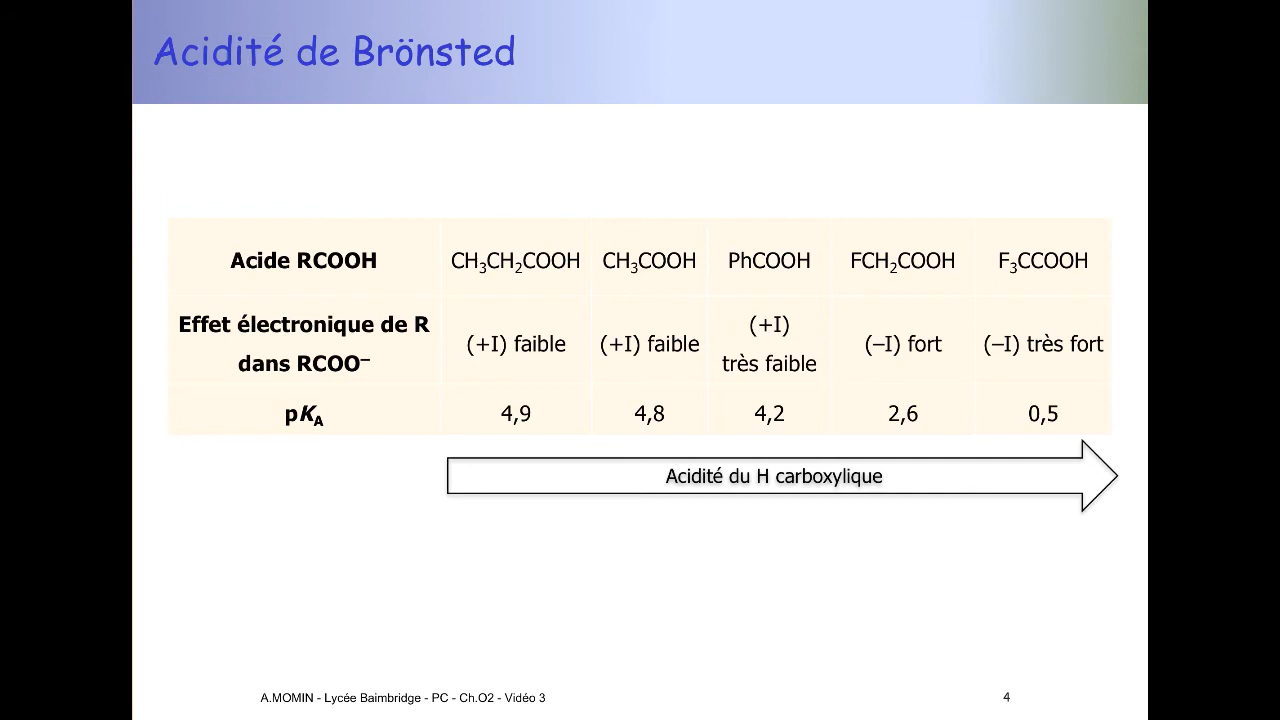 Acidité de Brönsted
Acide RCOOH CH₃CH₂COOH CH₃COOH PhCOOH FCH₂COOH F₃CCOOH
Effet électronique de R dans RCOO⁻ (+I) faible (+I) faible (+I) très faible (–I) fort (–I) très fort
pKA 4,9 4,8 4,2 2,6 0,5
Acidité du H carboxylique
A.MOMIN - Lycée Baimbridge - PC - Ch.O2 - Vidéo 3 4